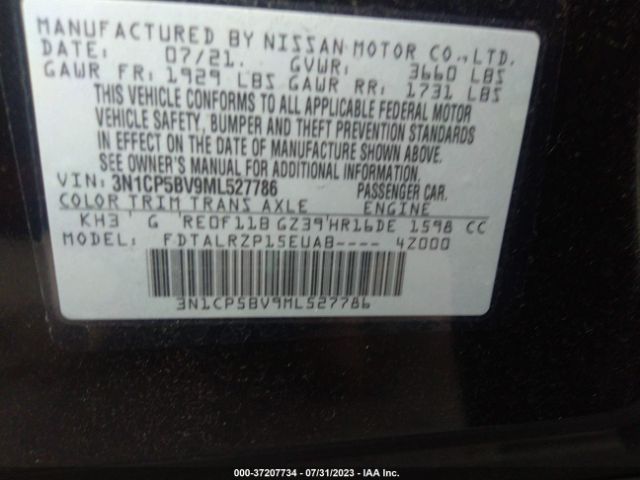 MANUFACTURED BY NISSAN MOTOR CO.,LTD.
DATE: 07/21. GVWR: 3660 LBS
GAWR FR: 1929 LBS GAWR RR: 1731 LBS
THIS VEHICLE CONFORMS TO ALL APPLICABLE FEDERAL MOTOR
VEHICLE SAFETY, BUMPER AND THEFT PREVENTION STANDARDS
IN EFFECT ON THE DATE OF MANUFACTURE SHOWN ABOVE.
SEE OWNER'S MANUAL FOR ADDITIONAL INFORMATION.
VIN: 3N1CP5BV9ML527786 PASSENGER CAR.
COLOR TRIM TRANS AXLE ENGINE
KH3 G RE0F11B GZ39 HR16DE 1598 CC
MODEL: FDTALRZP15EUAB---- 4Z000
3N1CP5BV9ML527786
000-37207734 - 07/31/2023 - IAA Inc.